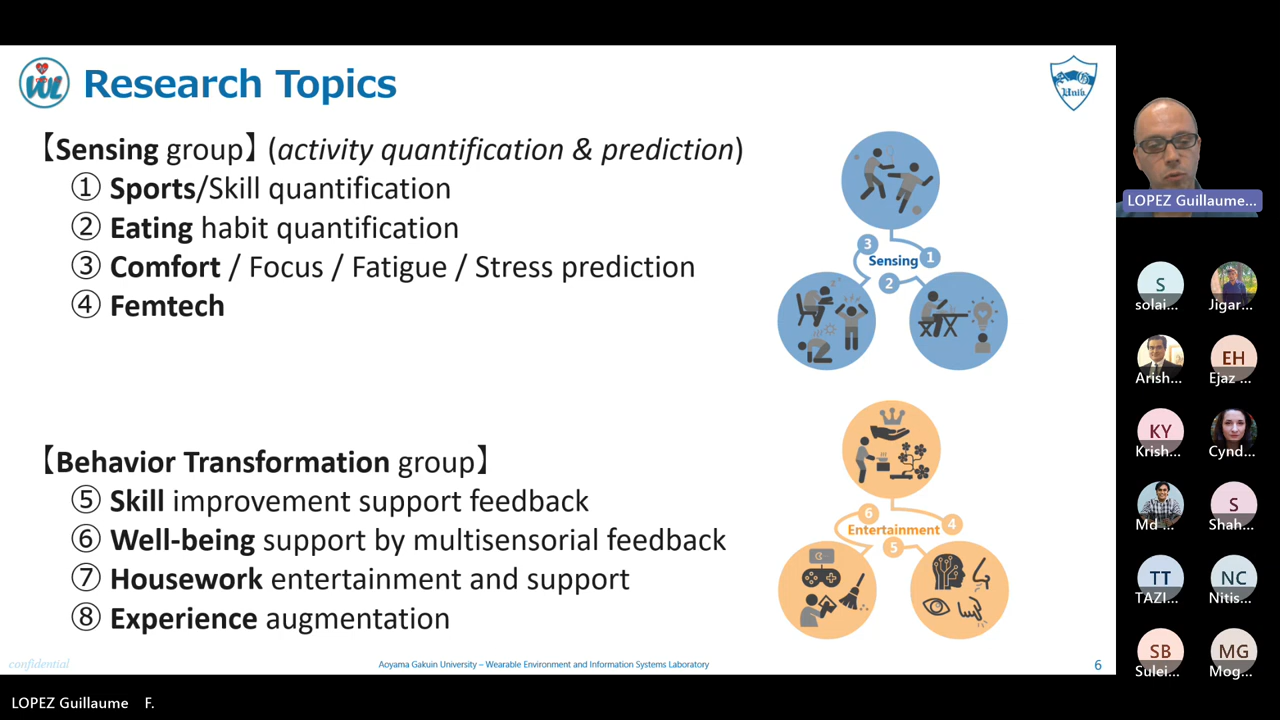 WIL
Research Topics
【Sensing group】 (activity quantification & prediction)
① Sports/Skill quantification
② Eating habit quantification
③ Comfort / Focus / Fatigue / Stress prediction
④ Femtech
3
Sensing
1
2
【Behavior Transformation group】
⑤ Skill improvement support feedback
⑥ Well-being support by multisensorial feedback
⑦ Housework entertainment and support
⑧ Experience augmentation
6
4
Entertainment
5
confidential
Aoyama Gakuin University – Wearable Environment and Information Systems Laboratory
6
LOPEZ Guillaume...
S
solai...
Jigar...
Arish...
EH
Ejaz ...
KY
Krish...
Cynd...
Md ...
S
Shah...
TT
TAZI...
NC
Nitis...
SB
Sulei...
MG
Mog...
LOPEZ Guillaume F.